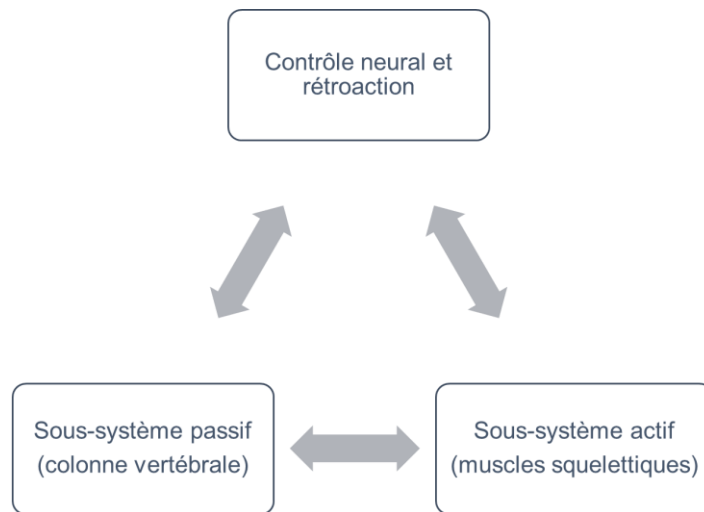 Contrôle neural et
rétroaction
Sous-système passif
(colonne vertébrale)
Sous-système actif
(muscles squelettiques)